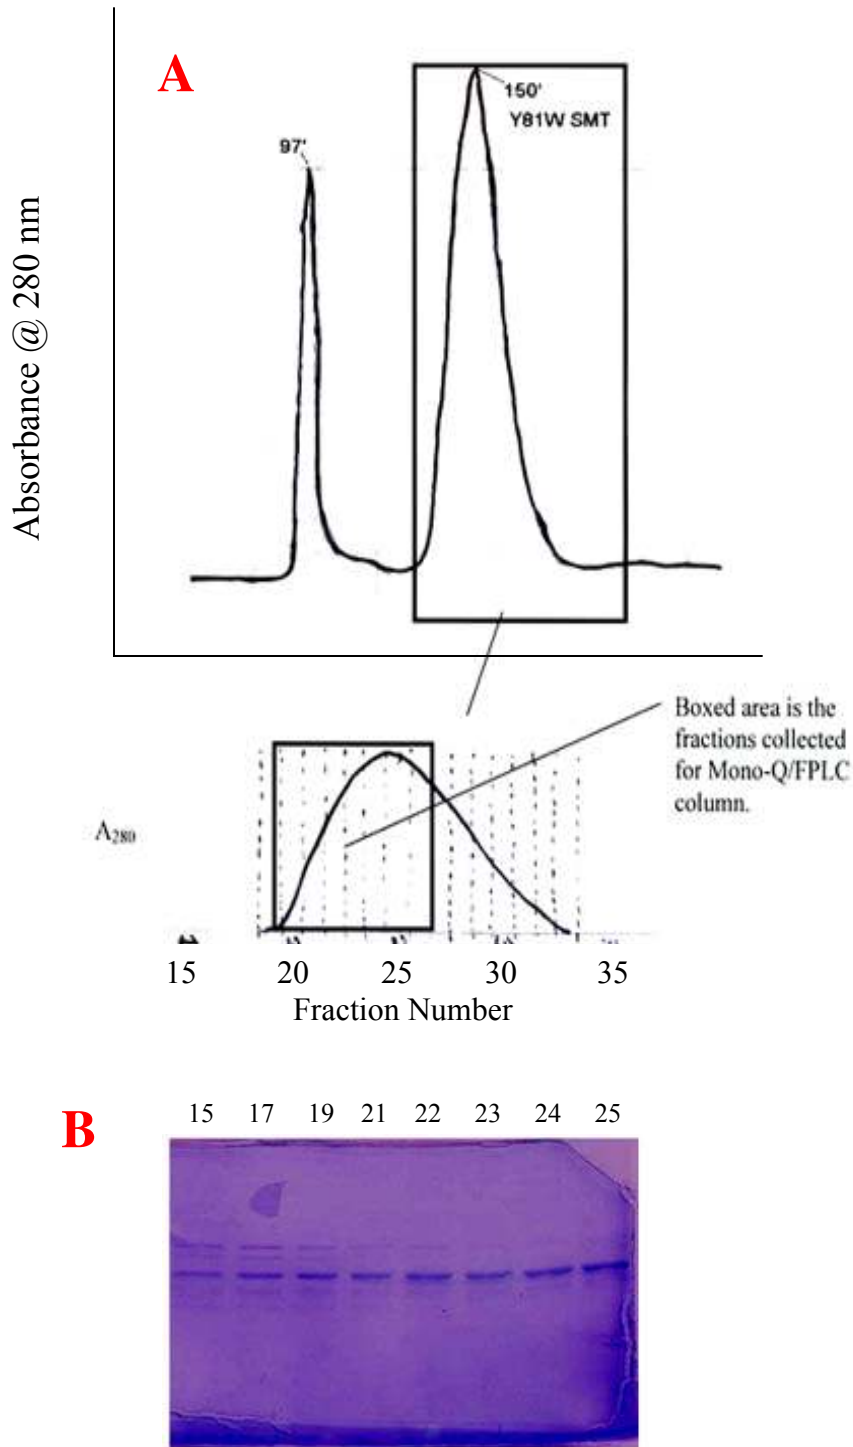 A
Absorbance @ 280 nm
97'
150'
Y81W SMT
Boxed area is the
fractions collected
for Mono-Q/FPLC
column.
A₂₈₀
15 20 25 30 35
Fraction Number
B
15 17 19 21 22 23 24 25